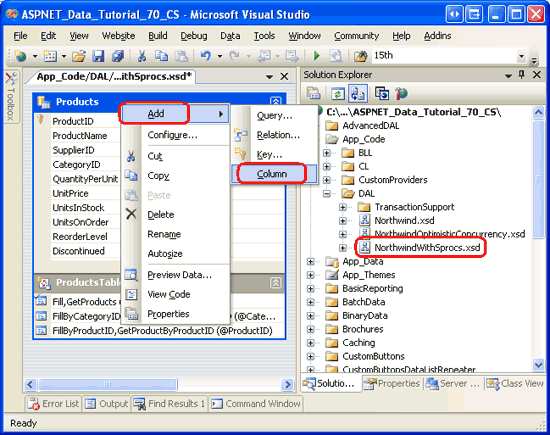 ASPNET_Data_Tutorial_70_CS - Microsoft Visual Studio
File Edit View Website Build Debug Data Tools Window Community Help Addins
15th
App_Code/DAL/...ithSprocs.xsd*
Products
ProductID
ProductName
SupplierID
CategoryID
QuantityPerUnit
UnitPrice
UnitsInStock
UnitsOnOrder
ReorderLevel
Discontinued
ProductsTable
Fill,GetProducts
FillByCategoryID (@Cate...
FillByProductID,GetProductByProductID (@ProductID)
Add
Configure...
Cut
Copy
Paste
Delete
Rename
Autosize
Preview Data...
View Code
Properties
Query...
Relation...
Key...
Column
Toolbox
Solution Explorer
C:\...\ASPNET_Data_Tutorial_70_CS\
AdvancedDAL
App_Code
BLL
CL
CustomProviders
DAL
TransactionSupport
Northwind.xsd
NorthwindOptimisticConcurrency.xsd
NorthwindWithSprocs.xsd
App_Data
App_Themes
BasicReporting
BatchData
BinaryData
Brochures
Caching
CustomButtons
CustomButtonsDataListRepeater
Solutio... Properties Server ... Class View
Error List Output Find Results 1 Command Window
Ready